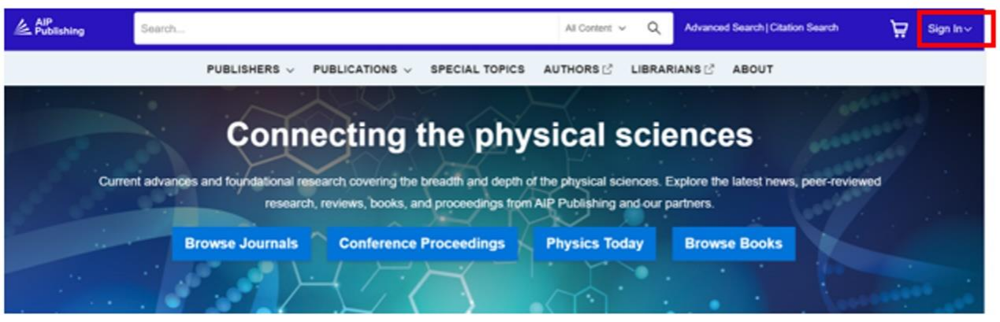 AIP
Publishing
Search...
All Content
Advanced Search | Citation Search
Sign In
PUBLISHERS PUBLICATIONS SPECIAL TOPICS AUTHORS LIBRARIANS ABOUT
Connecting the physical sciences
Current advances and foundational research covering the breadth and depth of the physical sciences. Explore the latest news, peer-reviewed
research, reviews, books, and proceedings from AIP Publishing and our partners.
Browse Journals Conference Proceedings Physics Today Browse Books